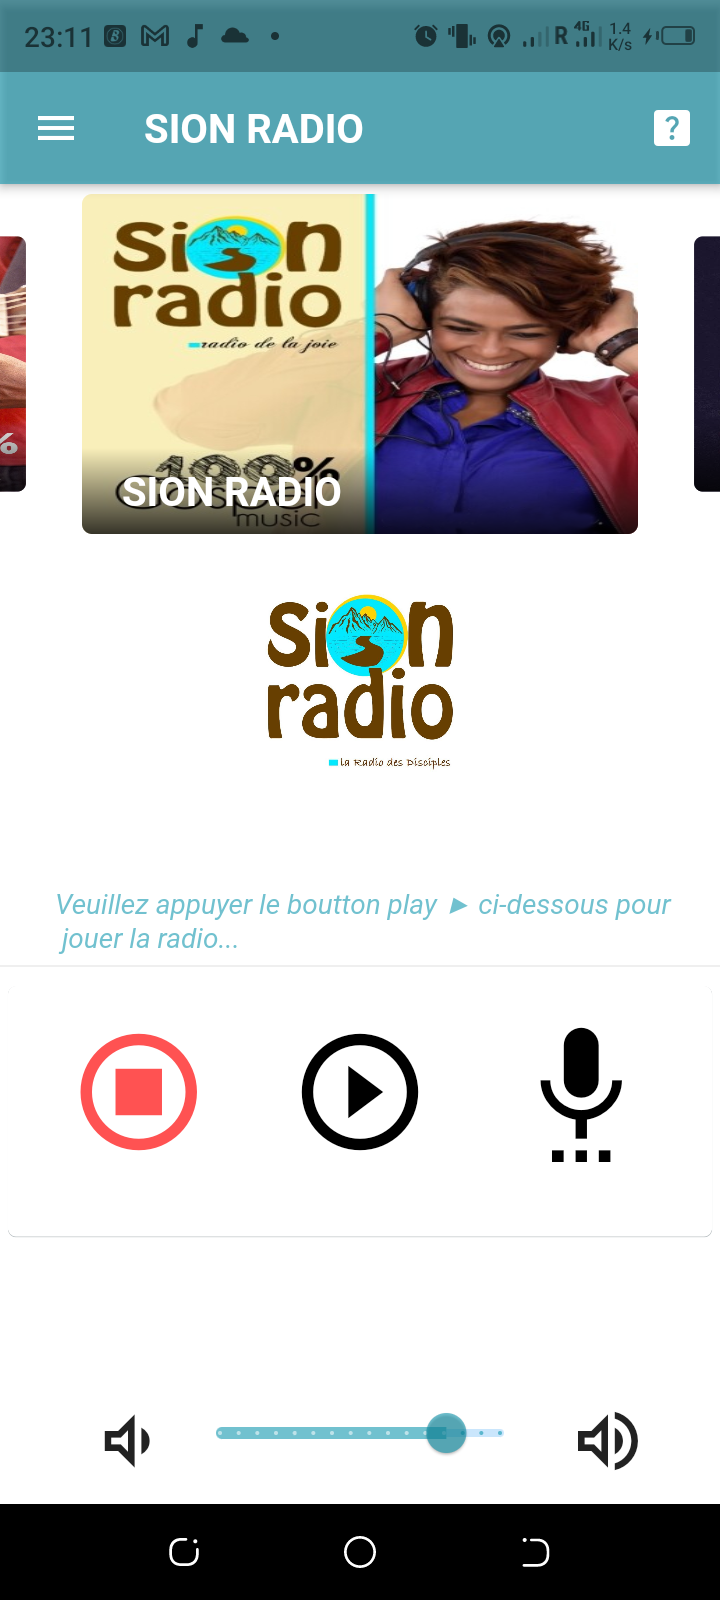 23:11
R 4G 1.4 K/s
SION RADIO
%
sion
radio
radio de la joie
100%
Gospel
music
SION RADIO
sion
radio
la Radio des Disciples
Veuillez appuyer le boutton play ► ci-dessous pour
jouer la radio...